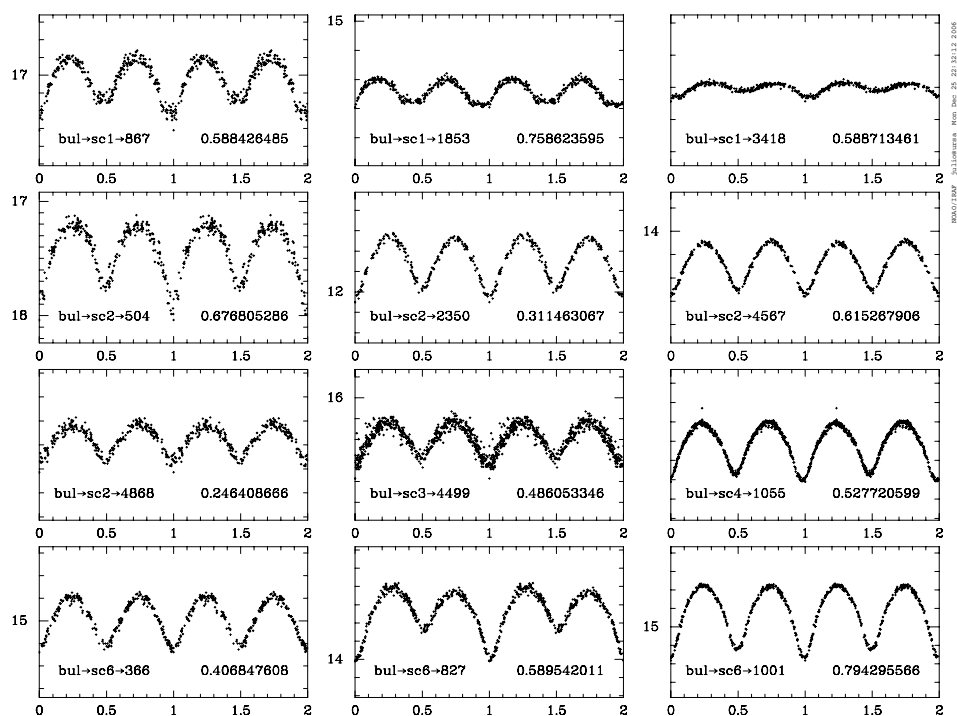 15
17
bul→sc1→867 0.588426485
bul→sc1→1853 0.758623595
bul→sc1→3418 0.588713461
0 0.5 1 1.5 2
0 0.5 1 1.5 2
0 0.5 1 1.5 2
17
14
12
18
bul→sc2→504 0.676805286
bul→sc2→2350 0.311463067
bul→sc2→4567 0.615267906
0 0.5 1 1.5 2
0 0.5 1 1.5 2
0 0.5 1 1.5 2
16
bul→sc2→4868 0.246408666
bul→sc3→4499 0.486053346
bul→sc4→1055 0.527720599
0 0.5 1 1.5 2
0 0.5 1 1.5 2
0 0.5 1 1.5 2
15
15
14
bul→sc6→366 0.406847608
bul→sc6→827 0.589542011
bul→sc6→1001 0.794295566
0 0.5 1 1.5 2
0 0.5 1 1.5 2
0 0.5 1 1.5 2
NOAO/IRAF Mon Dec 25 22:32:12 2006